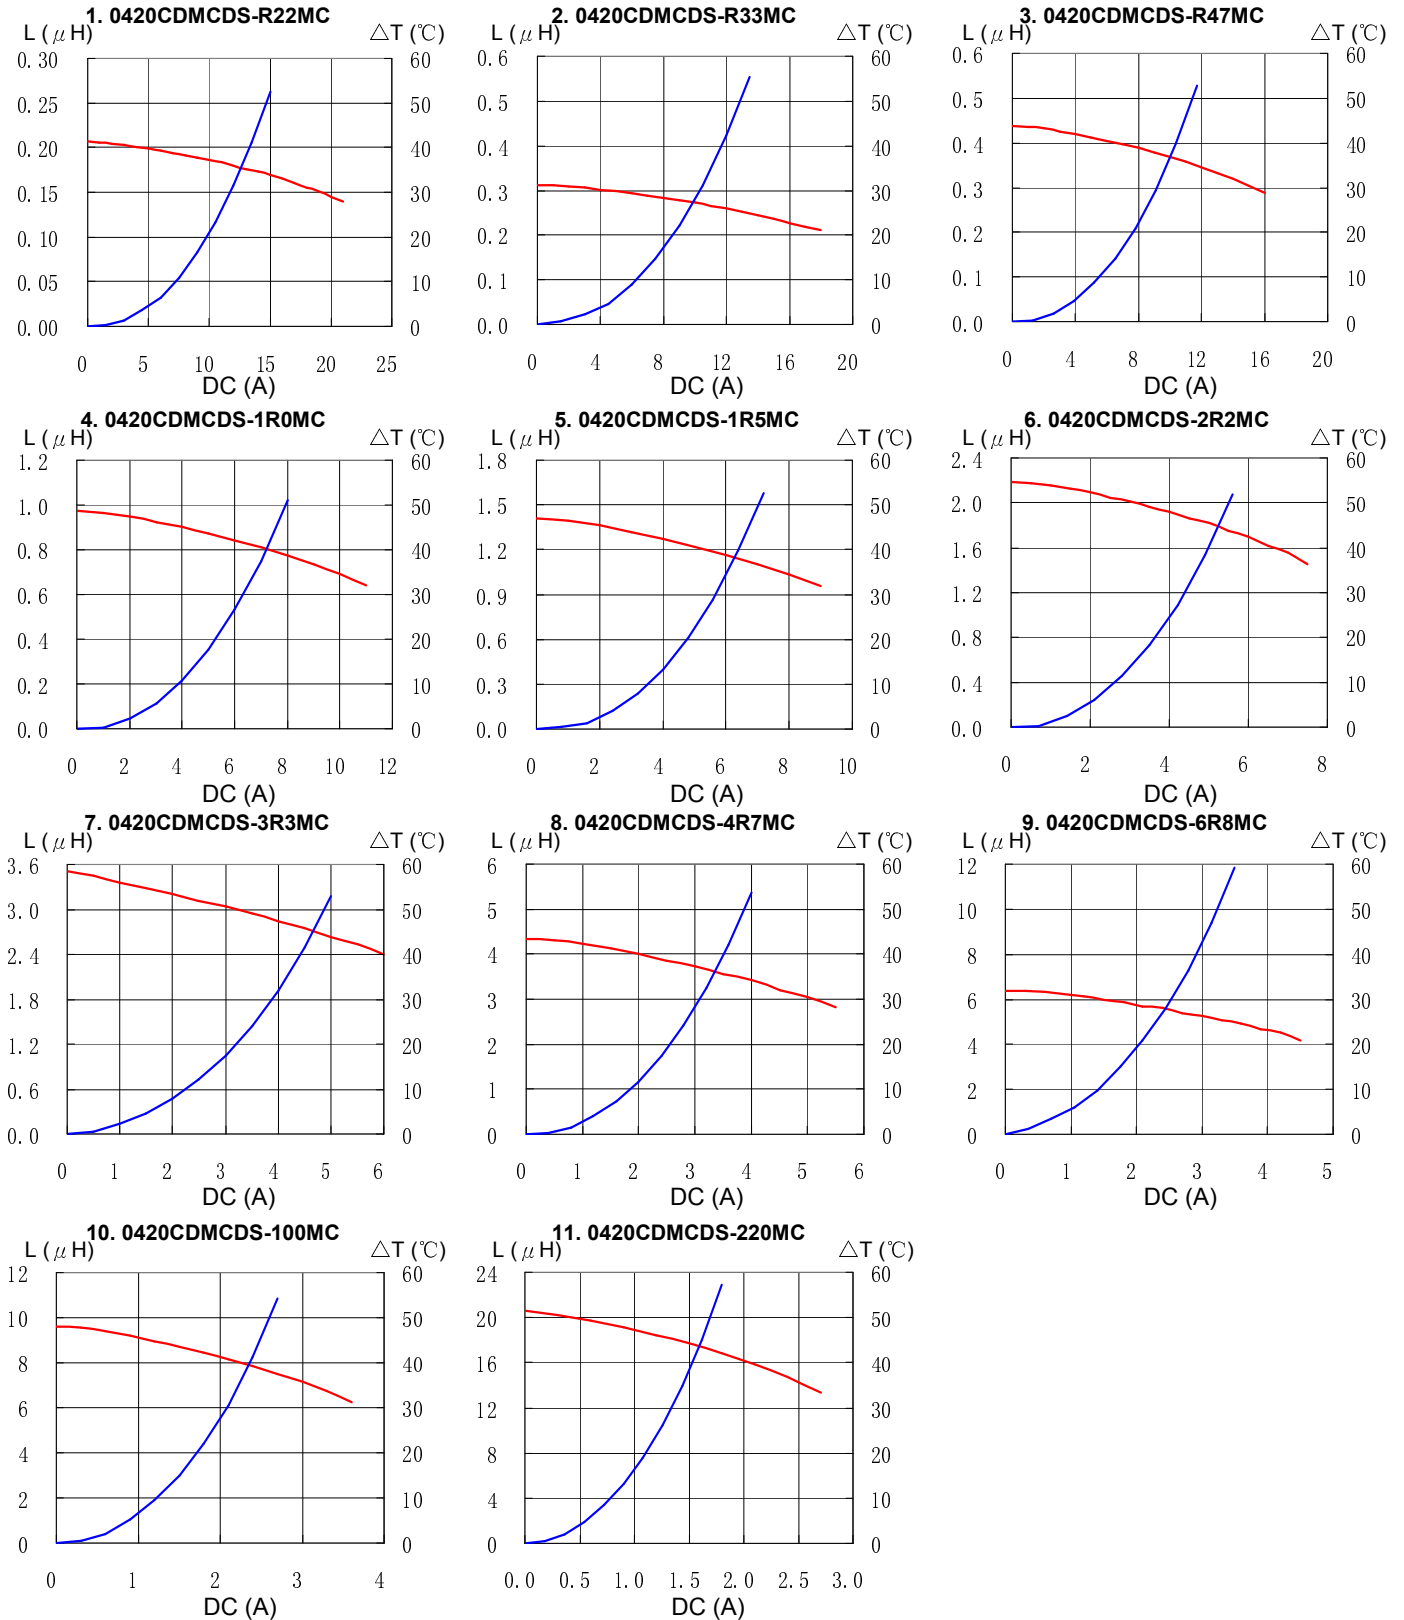 1. 0420CDMCDS-R22MC
L ( μ H) △T (℃)
0.30 60
0.25 50
0.20 40
0.15 30
0.10 20
0.05 10
0.00 0
0 5 10 15 20 25
DC (A)
2. 0420CDMCDS-R33MC
L ( μ H) △T (℃)
0.6 60
0.5 50
0.4 40
0.3 30
0.2 20
0.1 10
0.0 0
0 4 8 12 16 20
DC (A)
3. 0420CDMCDS-R47MC
L ( μ H) △T (℃)
0.6 60
0.5 50
0.4 40
0.3 30
0.2 20
0.1 10
0.0 0
0 4 8 12 16 20
DC (A)
4. 0420CDMCDS-1R0MC
L ( μ H) △T (℃)
1.2 60
1.0 50
0.8 40
0.6 30
0.4 20
0.2 10
0.0 0
0 2 4 6 8 10 12
DC (A)
5. 0420CDMCDS-1R5MC
L ( μ H) △T (℃)
1.8 60
1.5 50
1.2 40
0.9 30
0.6 20
0.3 10
0.0 0
0 2 4 6 8 10
DC (A)
6. 0420CDMCDS-2R2MC
L ( μ H) △T (℃)
2.4 60
2.0 50
1.6 40
1.2 30
0.8 20
0.4 10
0.0 0
0 2 4 6 8
DC (A)
7. 0420CDMCDS-3R3MC
L ( μ H) △T (℃)
3.6 60
3.0 50
2.4 40
1.8 30
1.2 20
0.6 10
0.0 0
0 1 2 3 4 5 6
DC (A)
8. 0420CDMCDS-4R7MC
L ( μ H) △T (℃)
6 60
5 50
4 40
3 30
2 20
1 10
0 0
0 1 2 3 4 5 6
DC (A)
9. 0420CDMCDS-6R8MC
L ( μ H) △T (℃)
12 60
10 50
8 40
6 30
4 20
2 10
0 0
0 1 2 3 4 5
DC (A)
10. 0420CDMCDS-100MC
L ( μ H) △T (℃)
12 60
10 50
8 40
6 30
4 20
2 10
0 0
0 1 2 3 4
DC (A)
11. 0420CDMCDS-220MC
L ( μ H) △T (℃)
24 60
20 50
16 40
12 30
8 20
4 10
0 0
0.0 0.5 1.0 1.5 2.0 2.5 3.0
DC (A)